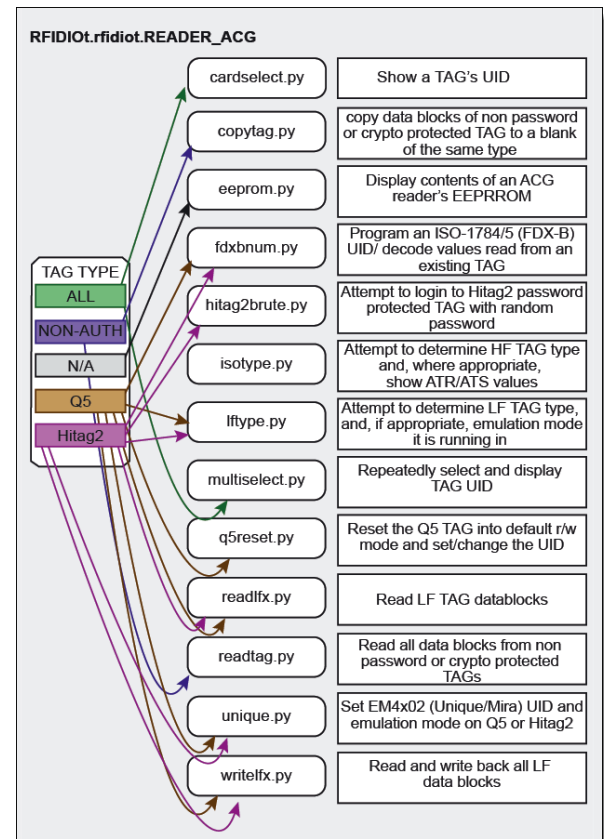 RFIDIOt.rfidiot.READER_ACG
cardselect.py
Show a TAG's UID
copytag.py
copy data blocks of non password
or crypto protected TAG to a blank
of the same type
eeprom.py
Display contents of an ACG
reader's EEPRROM
fdxbnum.py
Program an ISO-1784/5 (FDX-B)
UID/ decode values read from an
existing TAG
TAG TYPE
ALL
NON-AUTH
N/A
Q5
Hitag2
hitag2brute.py
Attempt to login to Hitag2 password
protected TAG with random
password
isotype.py
Attempt to determine HF TAG type
and, where appropriate,
show ATR/ATS values
lftype.py
Attempt to determine LF TAG type,
and, if appropriate, emulation mode
it is running in
multiselect.py
Repeatedly select and display
TAG UID
q5reset.py
Reset the Q5 TAG into default r/w
mode and set/change the UID
readlfx.py
Read LF TAG datablocks
readtag.py
Read all data blocks from non
password or crypto protected
TAGs
unique.py
Set EM4x02 (Unique/Mira) UID and
emulation mode on Q5 or Hitag2
writelfx.py
Read and write back all LF
data blocks